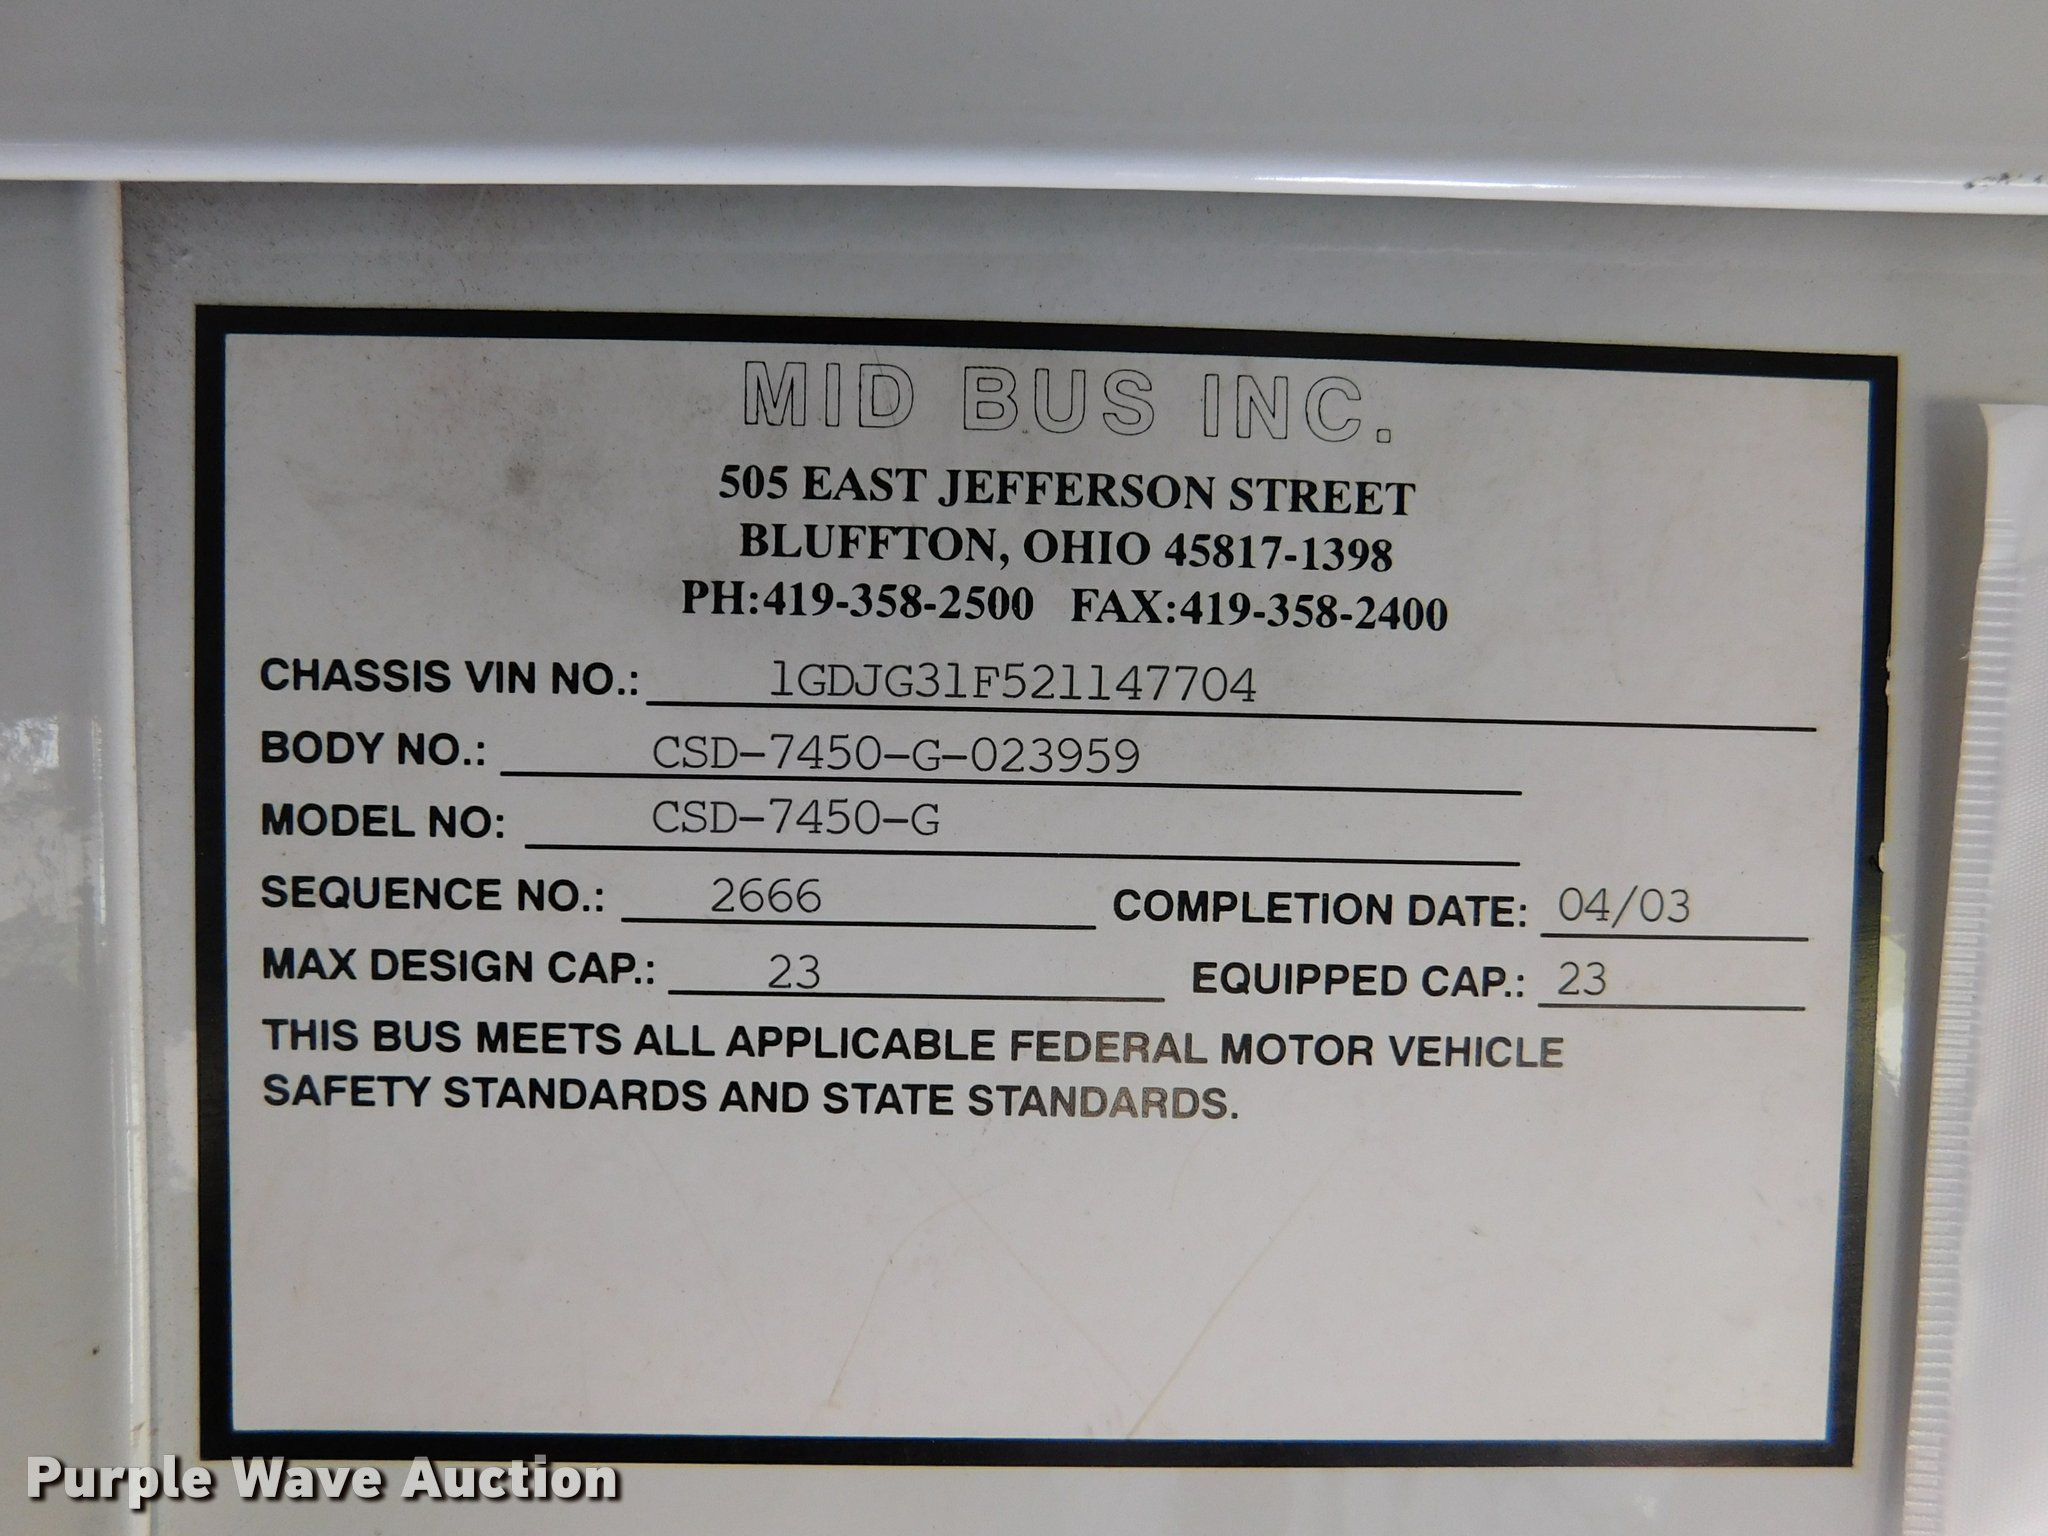 MID BUS INC.
505 EAST JEFFERSON STREET
BLUFFTON, OHIO 45817-1398
PH:419-358-2500 FAX:419-358-2400
CHASSIS VIN NO.: 1GDJG31F521147704
BODY NO.: CSD-7450-G-023959
MODEL NO: CSD-7450-G
SEQUENCE NO.: 2666 COMPLETION DATE: 04/03
MAX DESIGN CAP.: 23 EQUIPPED CAP.: 23
THIS BUS MEETS ALL APPLICABLE FEDERAL MOTOR VEHICLE
SAFETY STANDARDS AND STATE STANDARDS.
Purple Wave Auction